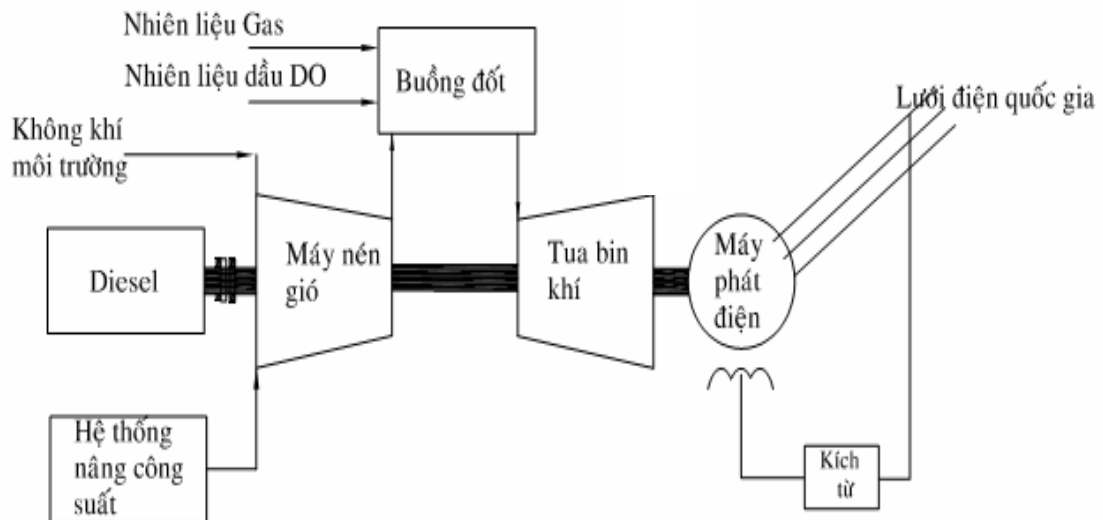 Nhiên liệu Gas
Nhiên liệu dầu DO
Buồng đốt
Lưới điện quốc gia
Không khí
môi trường
Diesel
Máy nén
gió
Tua bin
khí
Máy
phát
điện
Hệ thống
nâng công
suất
Kích
từ